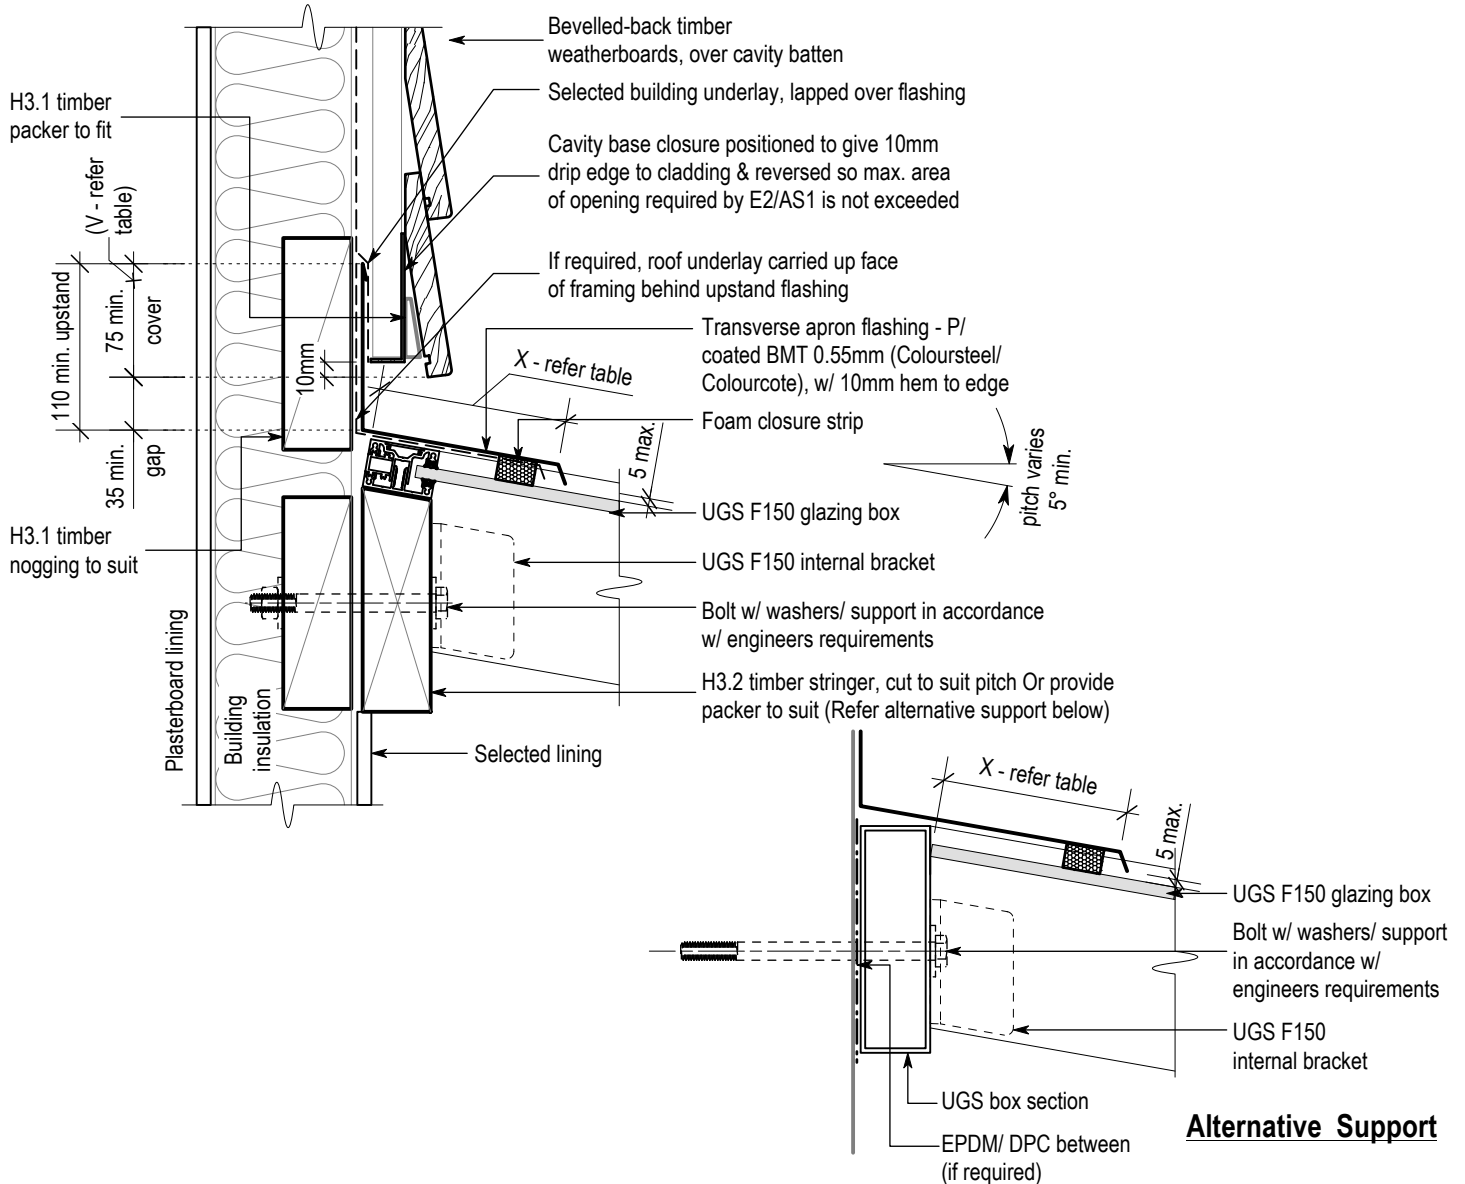 Bevelled-back timber
weatherboards, over cavity batten
Selected building underlay, lapped over flashing
H3.1 timber
packer to fit
Cavity base closure positioned to give 10mm
drip edge to cladding & reversed so max. area
of opening required by E2/AS1 is not exceeded
(V - refer
table)
If required, roof underlay carried up face
of framing behind upstand flashing
110 min. upstand
75 min.
cover
10mm
35 min.
gap
Transverse apron flashing - P/
coated BMT 0.55mm (Coloursteel/
Colourcote), w/ 10mm hem to edge
X - refer table
Foam closure strip
5 max.
pitch varies
5° min.
UGS F150 glazing box
H3.1 timber
nogging to suit
UGS F150 internal bracket
Bolt w/ washers/ support in accordance
w/ engineers requirements
H3.2 timber stringer, cut to suit pitch Or provide
packer to suit (Refer alternative support below)
Plasterboard lining
Building
insulation
Selected lining
X - refer table
5 max.
UGS F150 glazing box
Bolt w/ washers/ support
in accordance w/
engineers requirements
UGS F150
internal bracket
UGS box section
EPDM/ DPC between
(if required)
Alternative Support